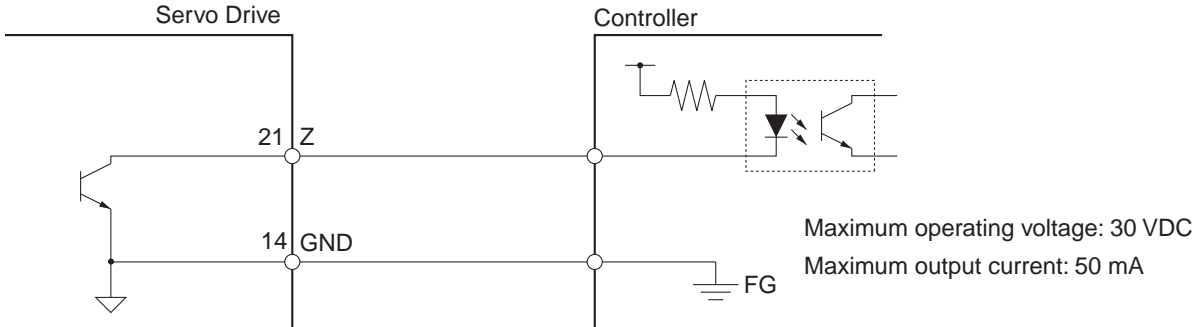 Servo Drive
Controller
21 Z
14 GND
FG
Maximum operating voltage: 30 VDC
Maximum output current: 50 mA